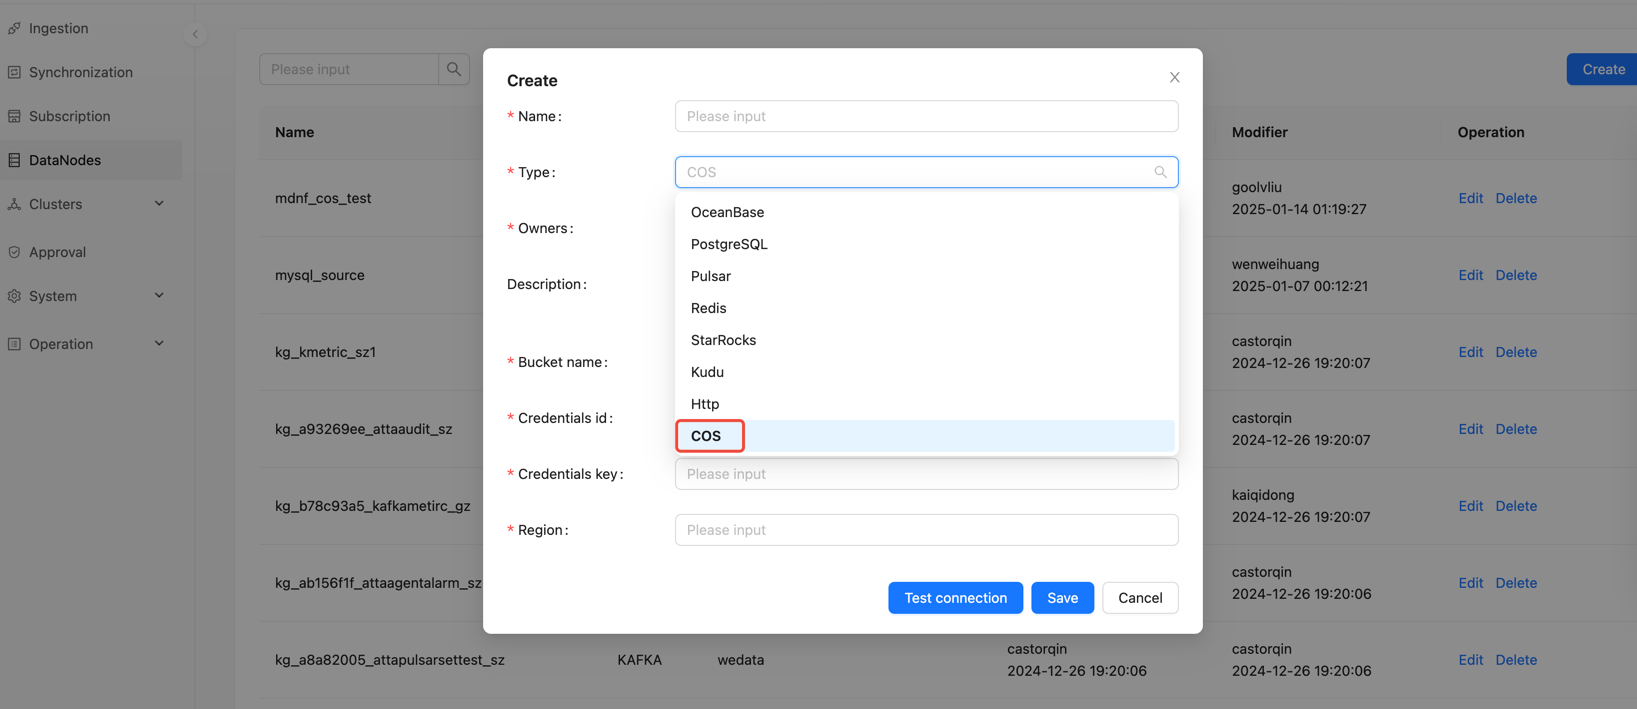 Ingestion
Synchronization
Subscription
DataNodes
Clusters
Approval
System
Operation
Please input
Create
Name
Modifier
Operation
mdnf_cos_test
goolvliu
2025-01-14 01:19:27
Edit Delete
mysql_source
wenweihuang
2025-01-07 00:12:21
Edit Delete
kg_kmetric_sz1
castorqin
2024-12-26 19:20:07
Edit Delete
kg_a93269ee_attaaudit_sz
castorqin
2024-12-26 19:20:07
Edit Delete
kg_b78c93a5_kafkametirc_gz
kaiqidong
2024-12-26 19:20:07
Edit Delete
kg_ab156f1f_attaagentalarm_sz
castorqin
2024-12-26 19:20:06
Edit Delete
kg_a8a82005_attapulsarsettest_sz
KAFKA
wedata
castorqin
2024-12-26 19:20:06
castorqin
2024-12-26 19:20:06
Edit Delete
Create
* Name: Please input
* Type: COS
* Owners:
Description:
* Bucket name:
* Credentials id:
OceanBase
PostgreSQL
Pulsar
Redis
StarRocks
Kudu
Http
COS
* Credentials key: Please input
* Region: Please input
Test connection
Save
Cancel